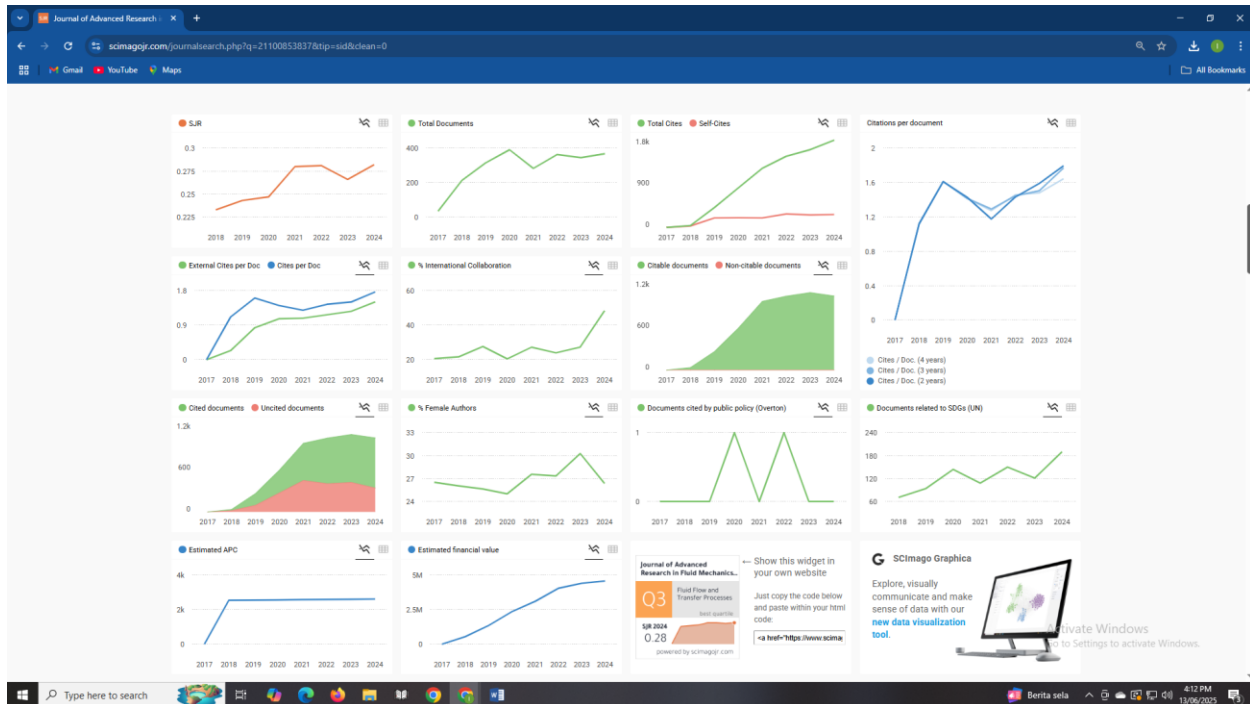 Journal of Advanced Research i
scimagojr.com/journalsearch.php?q=21100853837&tip=sid&clean=0
Gmail YouTube Maps All Bookmarks
SJR
0.3
0.275
0.25
0.225
2018 2019 2020 2021 2022 2023 2024
Total Documents
400
200
0
2017 2018 2019 2020 2021 2022 2023 2024
Total Cites Self-Cites
1.8k
900
0
2017 2018 2019 2020 2021 2022 2023 2024
Citations per document
2
1.6
1.2
0.8
0.4
0
2017 2018 2019 2020 2021 2022 2023 2024
Cites / Doc. (4 years)
Cites / Doc. (3 years)
Cites / Doc. (2 years)
External Cites per Doc Cites per Doc
1.8
0.9
0
2017 2018 2019 2020 2021 2022 2023 2024
% International Collaboration
60
40
20
2017 2018 2019 2020 2021 2022 2023 2024
Citable documents Non-citable documents
1.2k
600
0
2017 2018 2019 2020 2021 2022 2023 2024
Cited documents Uncited documents
1.2k
600
0
2017 2018 2019 2020 2021 2022 2023 2024
% Female Authors
33
30
27
24
2017 2018 2019 2020 2021 2022 2023 2024
Documents cited by public policy (Overton)
1
0
2017 2018 2019 2020 2021 2022 2023 2024
Documents related to SDGs (UN)
240
180
120
60
2018 2019 2020 2021 2022 2023 2024
Estimated APC
4k
2k
0
2017 2018 2019 2020 2021 2022 2023 2024
Estimated financial value
5M
2.5M
0
2017 2018 2019 2020 2021 2022 2023 2024
Journal of Advanced
Research in Fluid Mechanics..
Q3
Fluid Flow and
Transfer Processes
best quartile
SJR 2024
0.28
powered by scimagojr.com
← Show this widget in
your own website
Just copy the code below
and paste within your html
code:
<a href="https://www.scimag
SCImago Graphica
Explore, visually
communicate and make
sense of data with our
new data visualization
tool.
Activate Windows
Go to Settings to activate Windows.
Type here to search
Berita sela
4:12 PM
13/06/2025